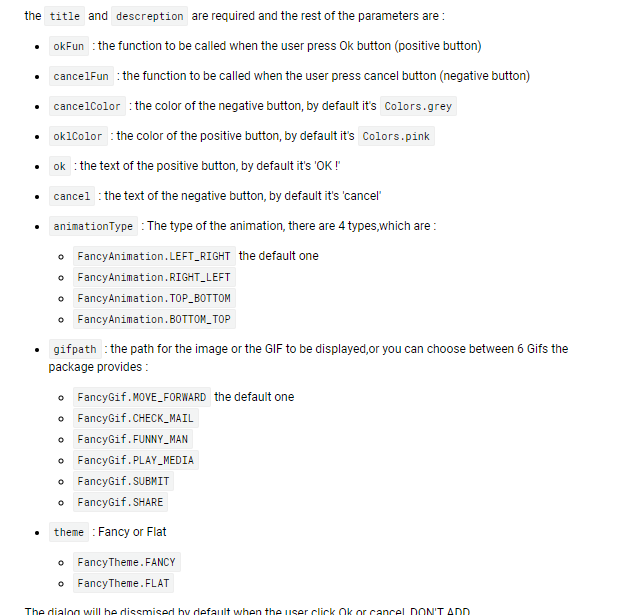 the title and descreption are required and the rest of the parameters are :
okFun : the function to be called when the user press Ok button (positive button)
cancelFun : the function to be called when the user press cancel button (negative button)
cancelColor : the color of the negative button, by default it's Colors.grey
oklColor : the color of the positive button, by default it's Colors.pink
ok : the text of the positive button, by default it's 'OK !'
cancel : the text of the negative button, by default it's 'cancel'
animationType : The type of the animation, there are 4 types,which are :
FancyAnimation.LEFT_RIGHT the default one
FancyAnimation.RIGHT_LEFT
FancyAnimation.TOP_BOTTOM
FancyAnimation.BOTTOM_TOP
gifpath : the path for the image or the GIF to be displayed,or you can choose between 6 Gifs the
package provides :
FancyGif.MOVE_FORWARD the default one
FancyGif.CHECK_MAIL
FancyGif.FUNNY_MAN
FancyGif.PLAY_MEDIA
FancyGif.SUBMIT
FancyGif.SHARE
theme : Fancy or Flat
FancyTheme.FANCY
FancyTheme.FLAT
The dialog will be dissmised by default when the user click Ok or cancel, DON'T ADD